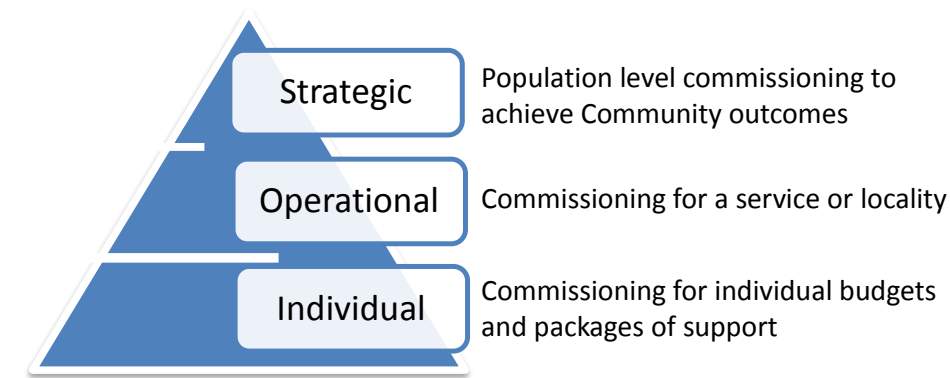 Strategic
Population level commissioning to
achieve Community outcomes
Operational
Commissioning for a service or locality
Individual
Commissioning for individual budgets
and packages of support